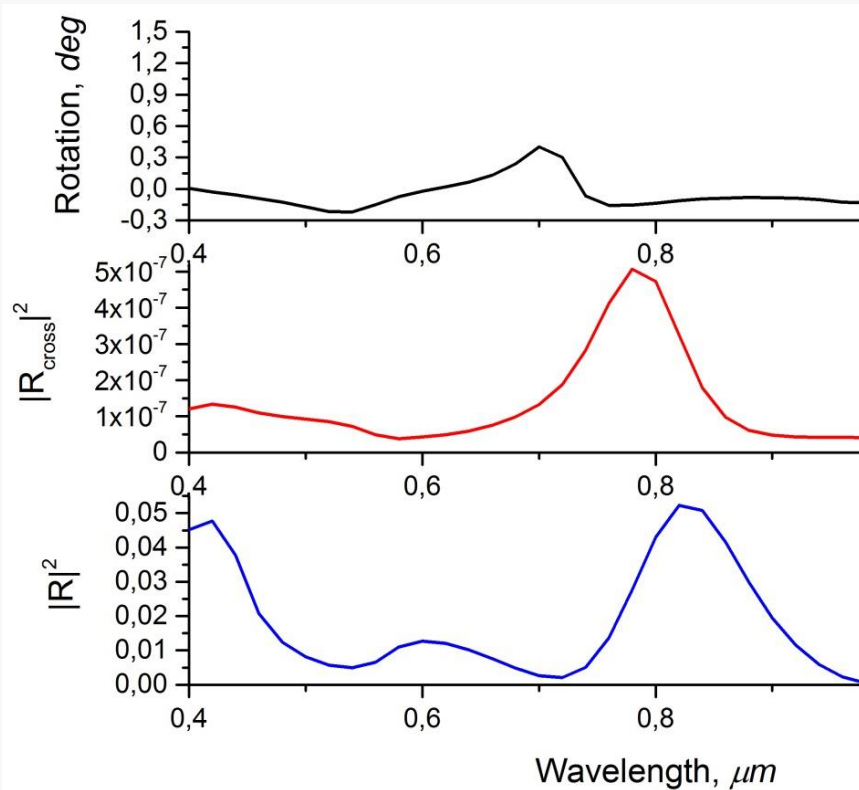 Rotation, deg
1,5
1,2
0,9
0,6
0,3
0,0
-0,3
0,4 0,6 0,8
|R_cross|^2
5x10^-7
4x10^-7
3x10^-7
2x10^-7
1x10^-7
0
0,4 0,6 0,8
|R|^2
0,05
0,04
0,03
0,02
0,01
0,00
0,4 0,6 0,8
Wavelength, μm